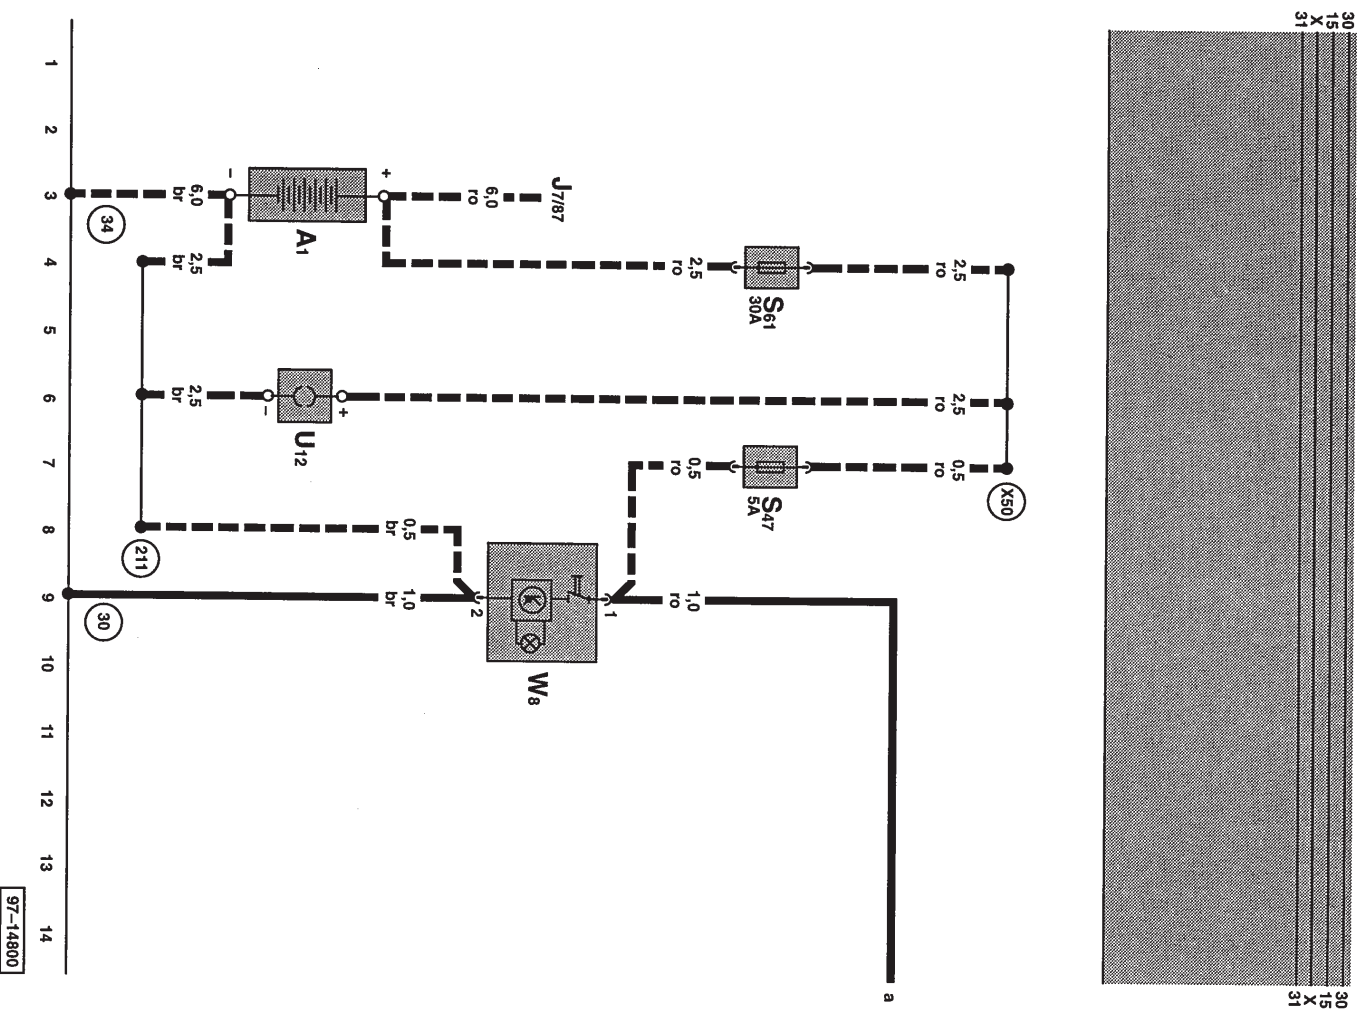 30 30
15 15
X X
31 31
X50
2,5 2,5 0,5
ro ro ro
a
S61 S47
30A 5A
2,5 0,5 1,0
ro ro ro
1
J7/87
W8
6,0
ro
2
0,5 1,0
br br
+
+
A1 U12
–
–
6,0 2,5 2,5
br br br
211
34 30
1 2 3 4 5 6 7 8 9 10 11 12 13 14
97–14800